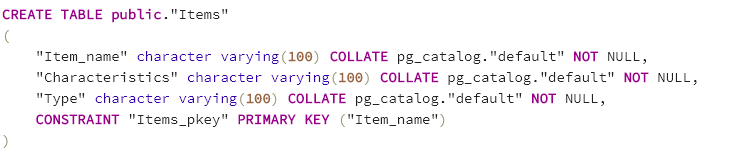 CREATE TABLE public."Items"
(
    "Item_name" character varying(100) COLLATE pg_catalog."default" NOT NULL,
    "Characteristics" character varying(100) COLLATE pg_catalog."default" NOT NULL,
    "Type" character varying(100) COLLATE pg_catalog."default" NOT NULL,
    CONSTRAINT "Items_pkey" PRIMARY KEY ("Item_name")
)